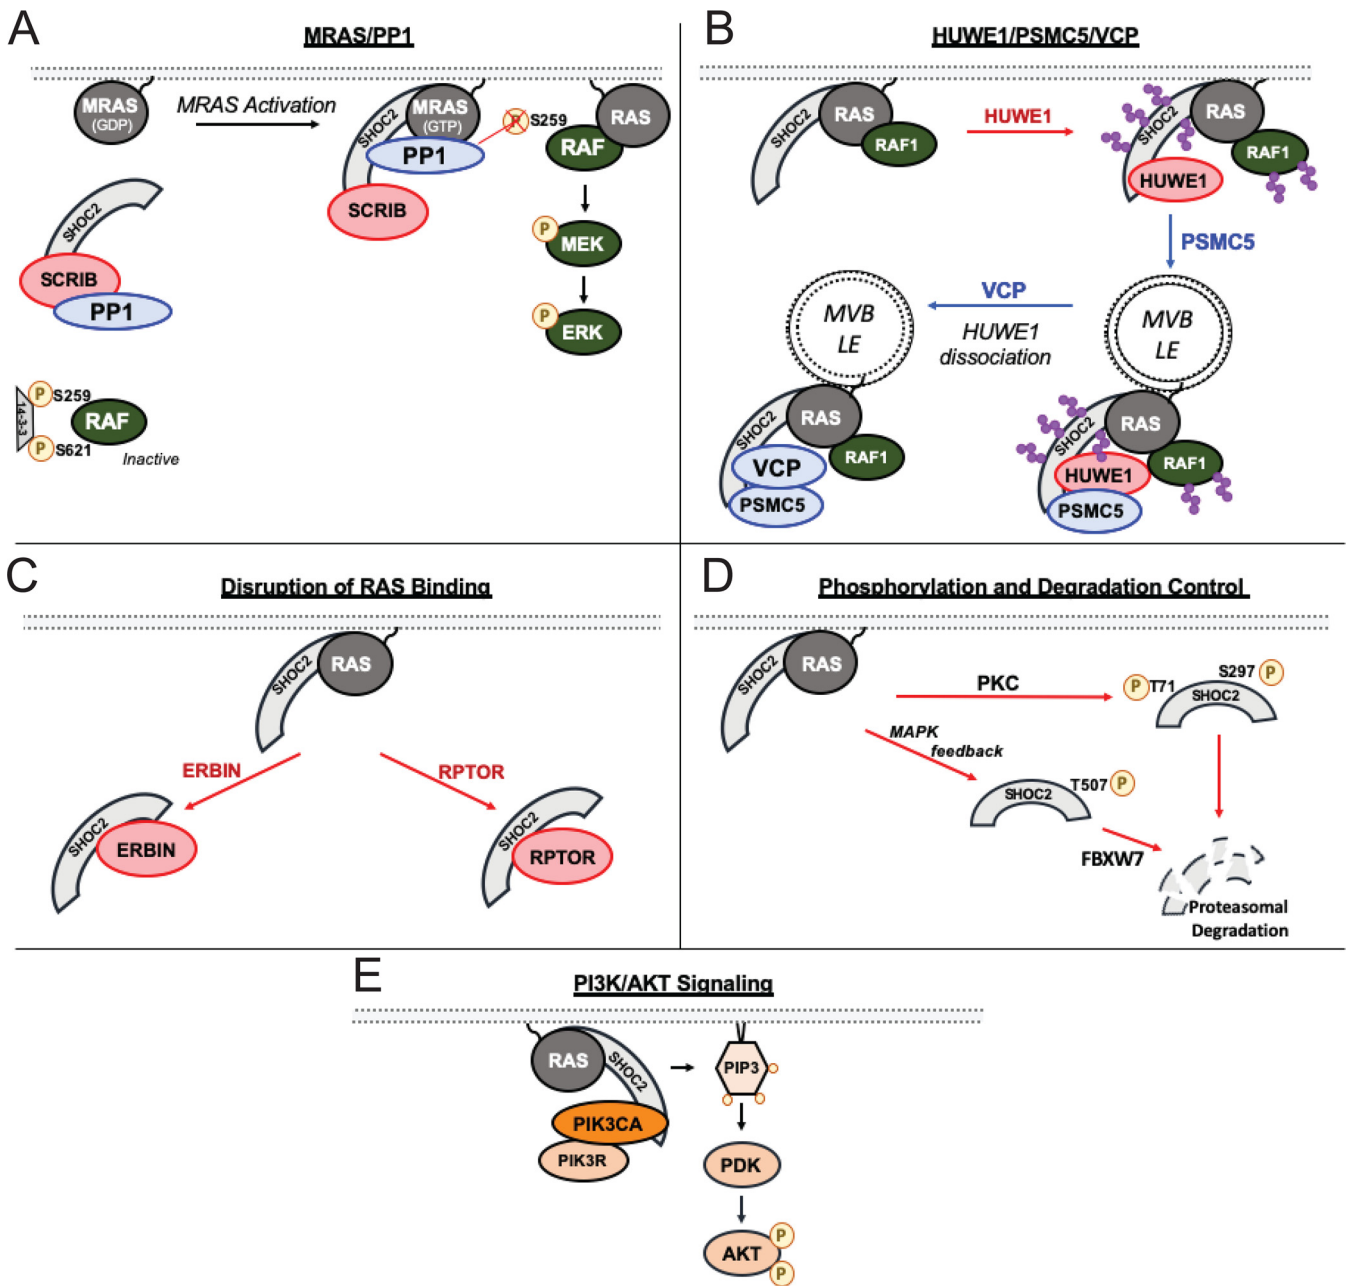 A
MRAS/PP1
MRAS
(GDP)
MRAS Activation
SHOC2
MRAS
(GTP)
PP1
SCRIB
P
S259
RAS
RAF
P
MEK
P
ERK
SHOC2
SCRIB
PP1
14-3-3
P
S259
P
S621
RAF
Inactive
B
HUWE1/PSMC5/VCP
SHOC2
RAS
RAF1
HUWE1
SHOC2
RAS
RAF1
HUWE1
PSMC5
MVB
LE
SHOC2
RAS
HUWE1
RAF1
PSMC5
VCP
HUWE1
dissociation
MVB
LE
SHOC2
RAS
VCP
RAF1
PSMC5
C
Disruption of RAS Binding
SHOC2
RAS
ERBIN
RPTOR
SHOC2
ERBIN
SHOC2
RPTOR
D
Phosphorylation and Degradation Control
SHOC2
RAS
PKC
P
T71
S297
P
SHOC2
MAPK
feedback
SHOC2
T507
P
FBXW7
Proteasomal
Degradation
E
PI3K/AKT Signaling
RAS
SHOC2
PIK3CA
PIK3R
PIP3
PDK
AKT
P
P